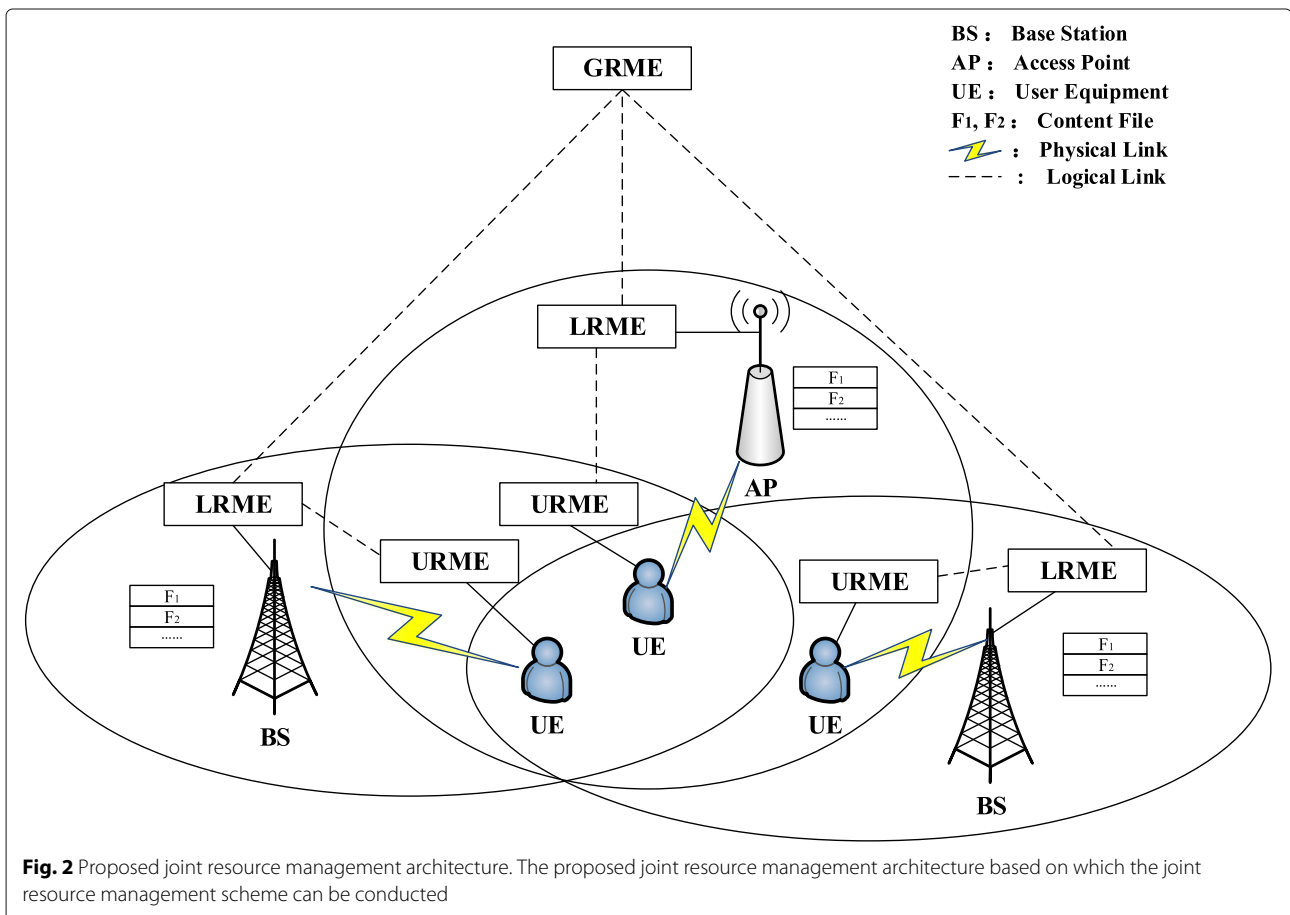 BS： Base Station
AP： Access Point
UE： User Equipment
F1, F2： Content File
： Physical Link
： Logical Link
GRME
LRME
F1
F2
......
AP
LRME
URME
URME
URME
LRME
F1
F2
......
UE
F1
F2
......
BS
UE
UE
BS
Fig. 2 Proposed joint resource management architecture. The proposed joint resource management architecture based on which the joint
resource management scheme can be conducted